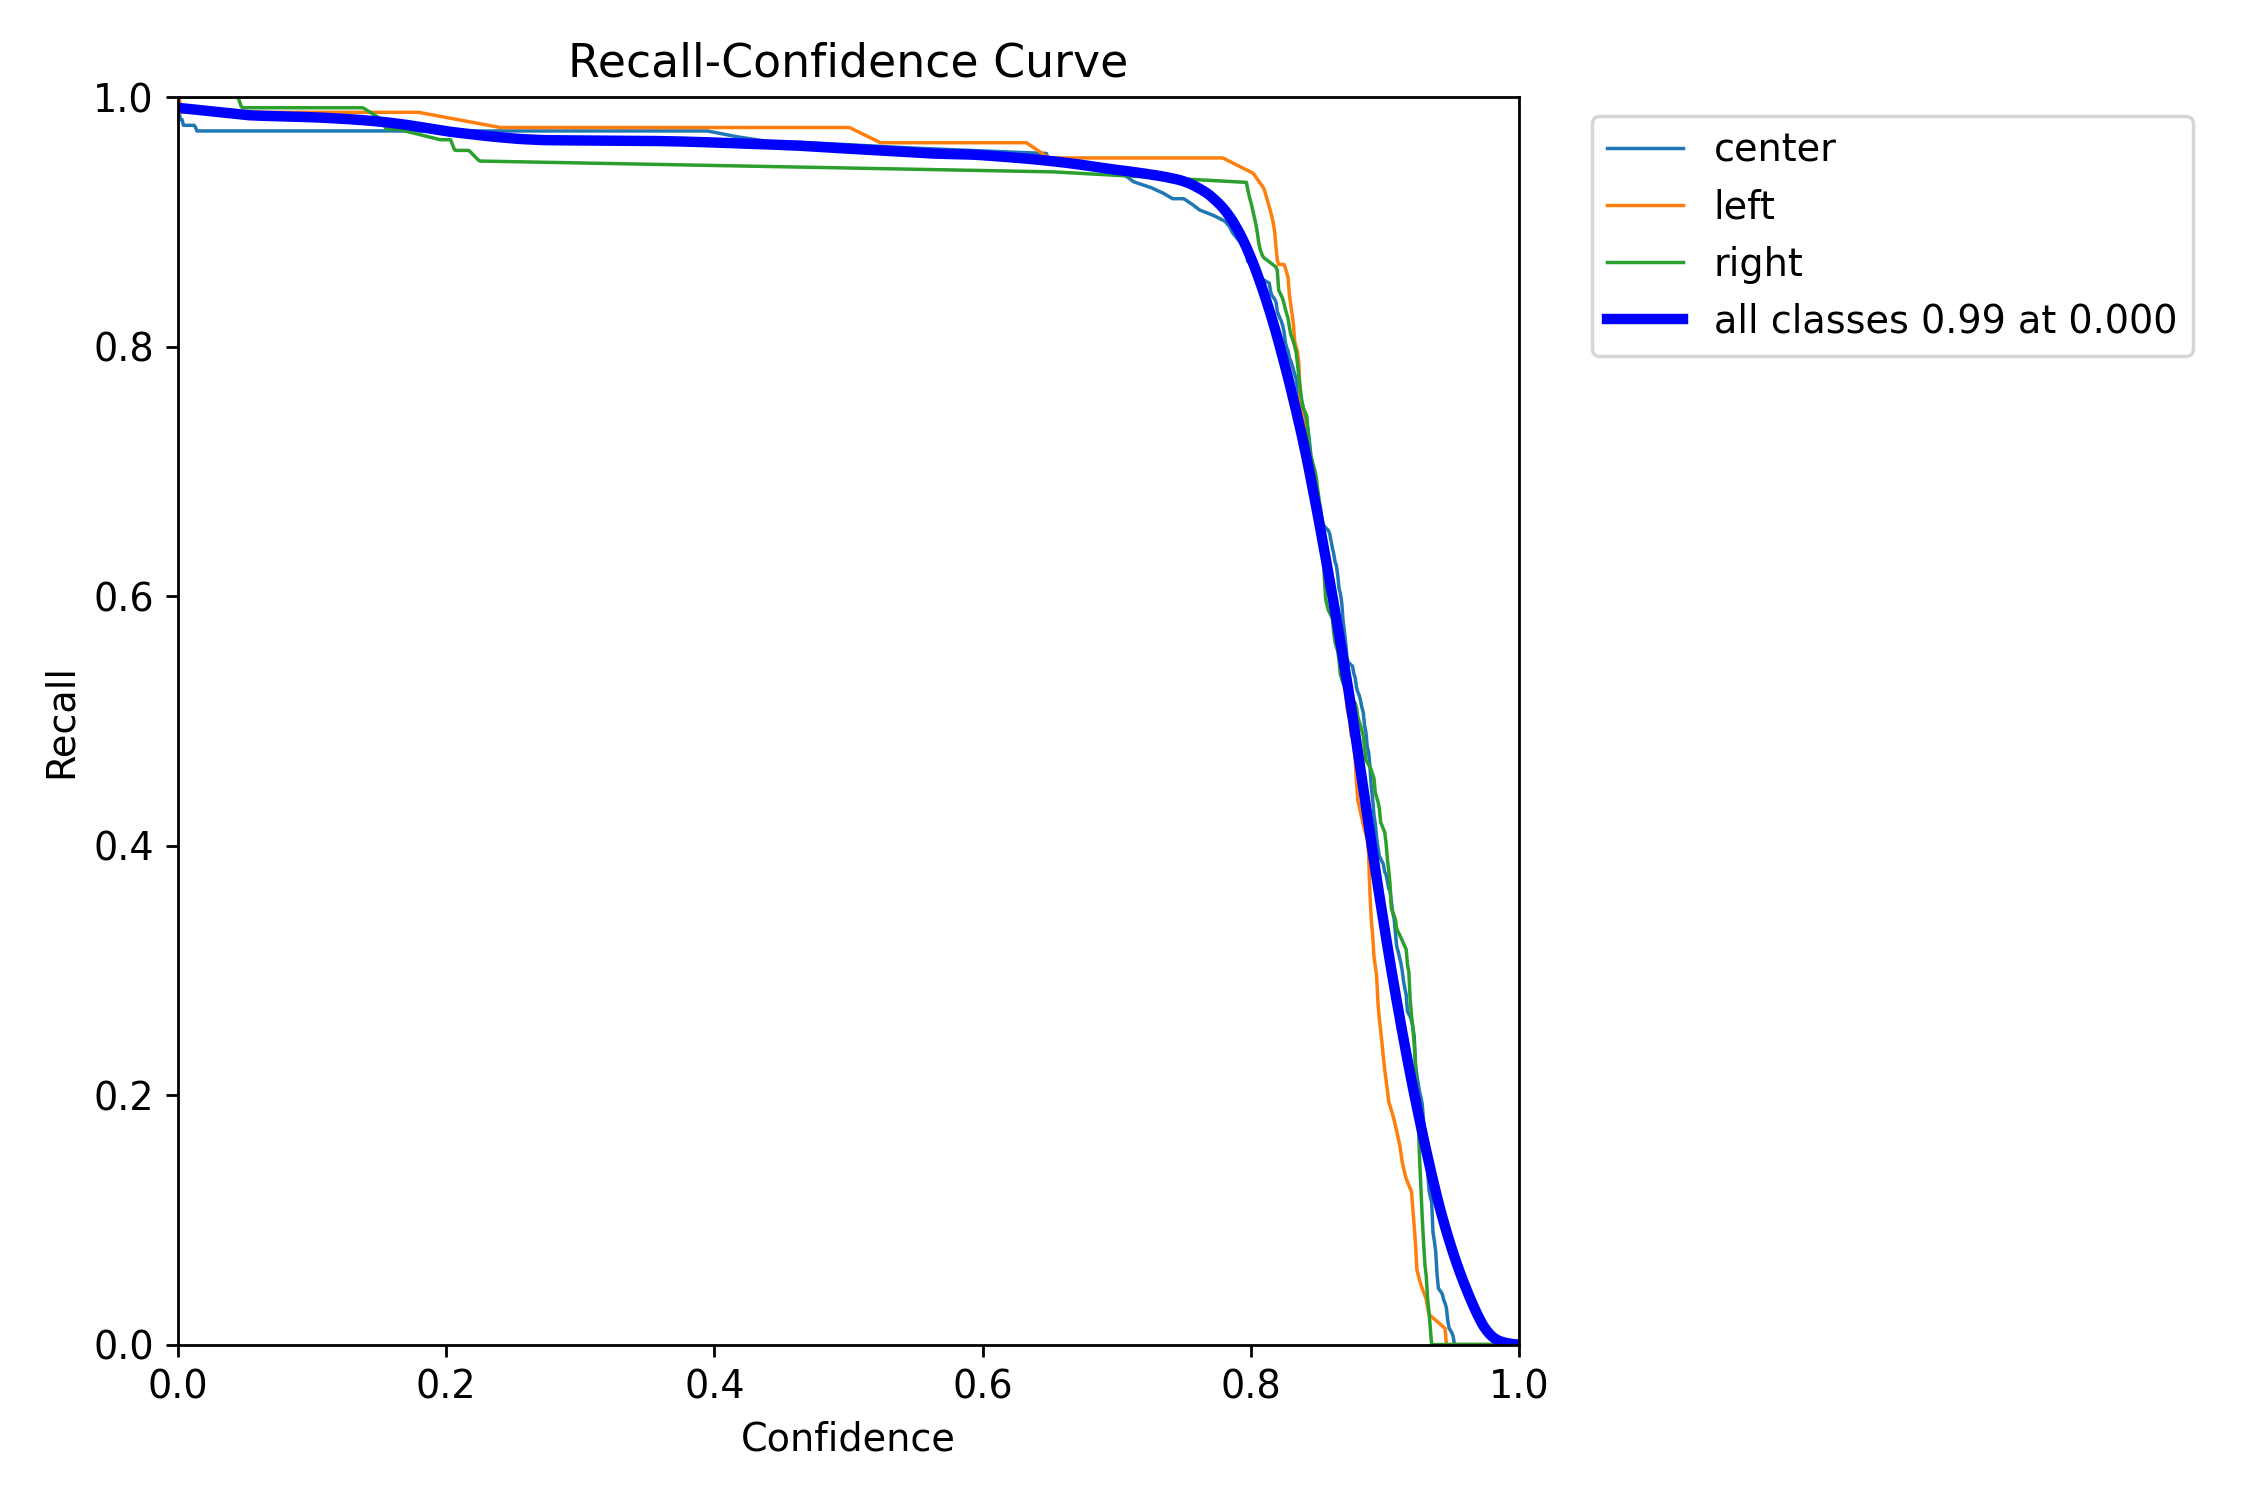 Recall-Confidence Curve
1.0
0.8
0.6
0.4
0.2
0.0
Recall
0.0 0.2 0.4 0.6 0.8 1.0
Confidence
center
left
right
all classes 0.99 at 0.000